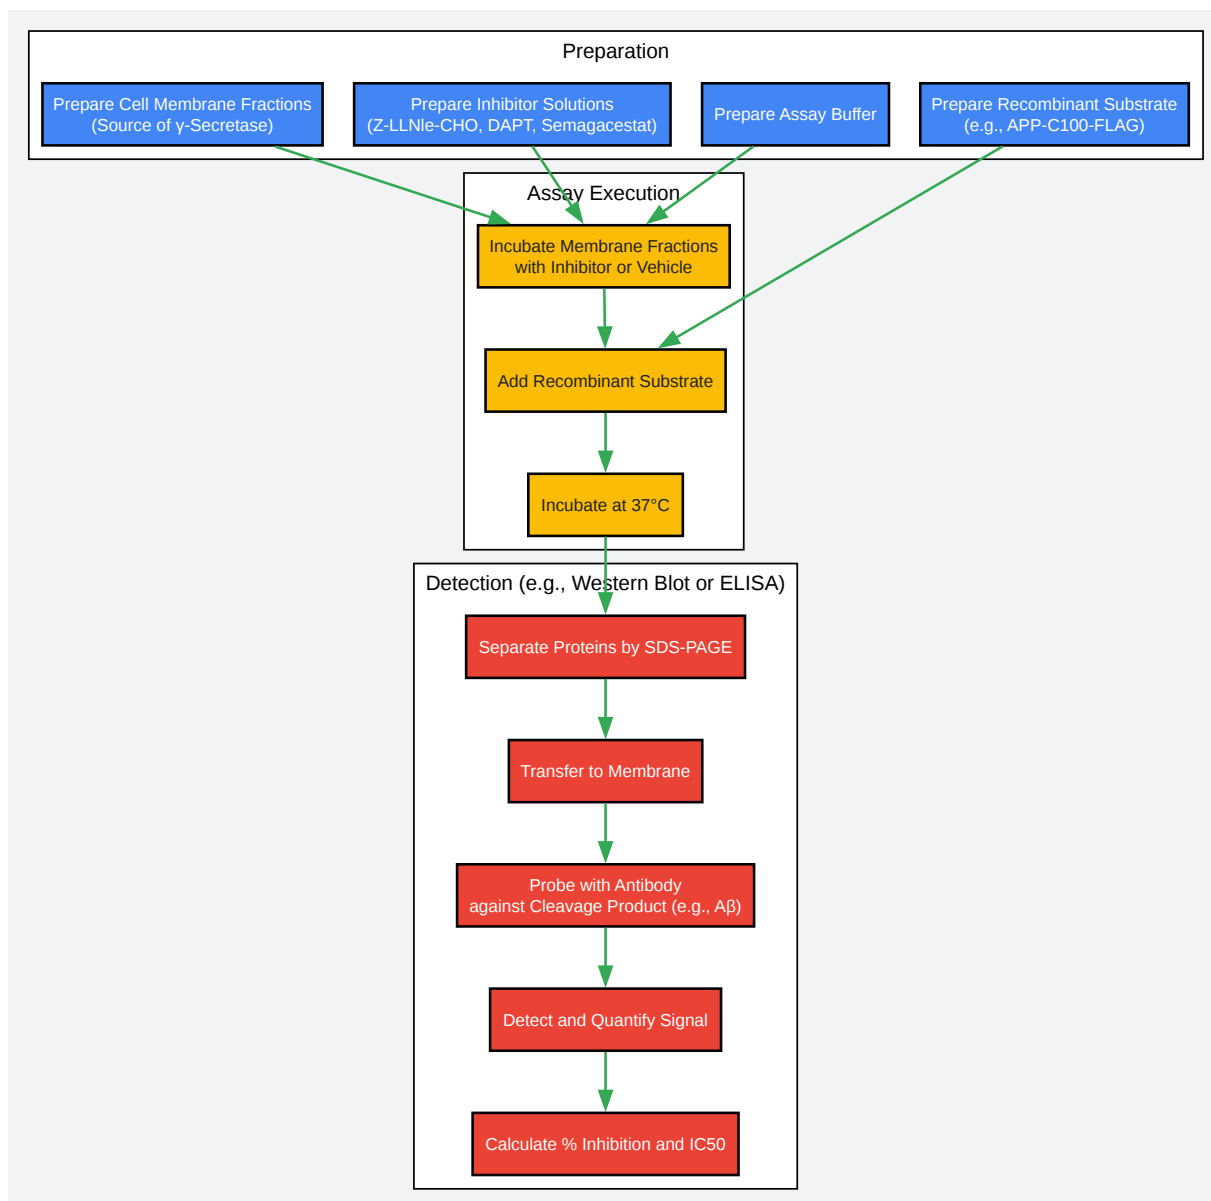 Preparation
Prepare Cell Membrane Fractions
(Source of γ-Secretase)
Prepare Inhibitor Solutions
(Z-LLNle-CHO, DAPT, Semagacestat)
Prepare Assay Buffer
Prepare Recombinant Substrate
(e.g., APP-C100-FLAG)
Assay Execution
Incubate Membrane Fractions
with Inhibitor or Vehicle
Add Recombinant Substrate
Incubate at 37°C
Detection (e.g., Western Blot or ELISA)
Separate Proteins by SDS-PAGE
Transfer to Membrane
Probe with Antibody
against Cleavage Product (e.g., Aβ)
Detect and Quantify Signal
Calculate % Inhibition and IC50